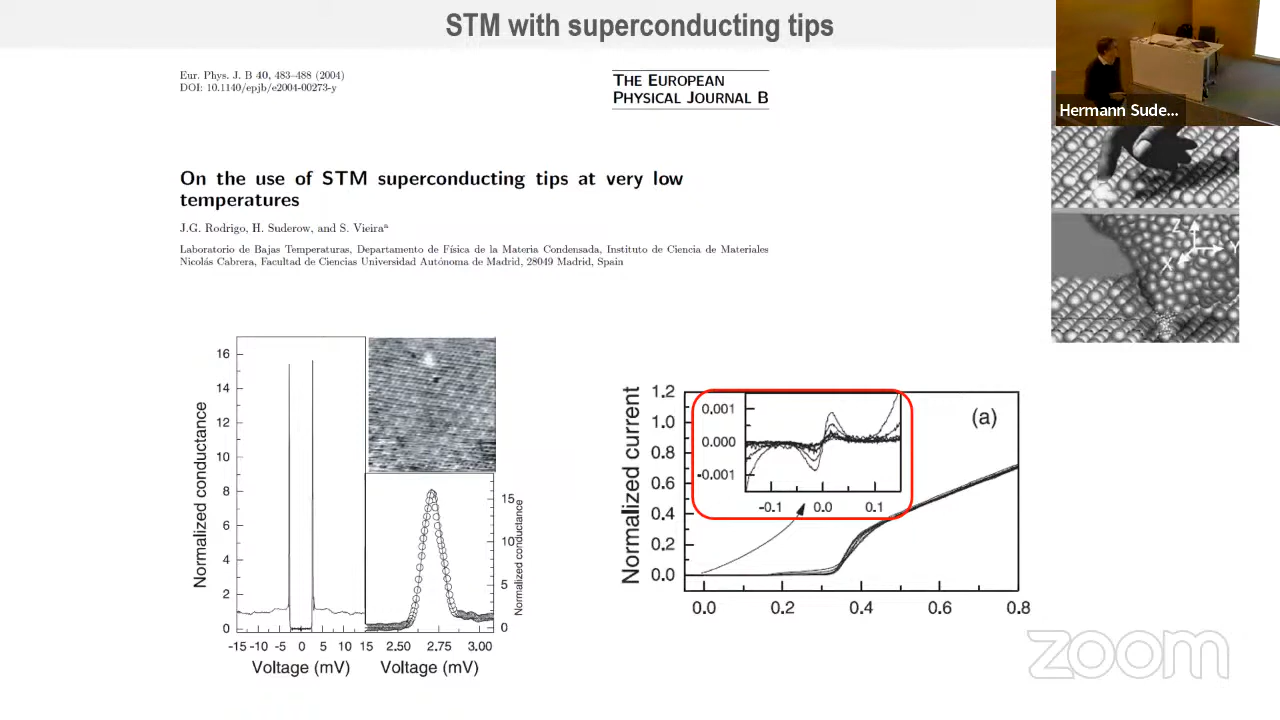 STM with superconducting tips
Eur. Phys. J. B 40, 483–488 (2004)
DOI: 10.1140/epjb/e2004-00273-y
THE EUROPEAN
PHYSICAL JOURNAL B
Hermann Sude...
On the use of STM superconducting tips at very low
temperatures
J.G. Rodrigo, H. Suderow, and S. Vieiraª
Laboratorio de Bajas Temperaturas, Departamento de Física de la Materia Condensada, Instituto de Ciencia de Materiales
Nicolás Cabrera, Facultad de Ciencias Universidad Autónoma de Madrid, 28049 Madrid, Spain
Z
Y
X
Normalized conductance
16
14
12
10
8
6
4
2
0
-15 -10 -5 0 5 10 15
Voltage (mV)
15
10
5
0
Normalized conductance
2.50 2.75 3.00
Voltage (mV)
Normalized current
1.2
1.0
0.8
0.6
0.4
0.2
0.0
0.001
0.000
-0.001
-0.1 0.0 0.1
(a)
0.0 0.2 0.4 0.6 0.8
zoom